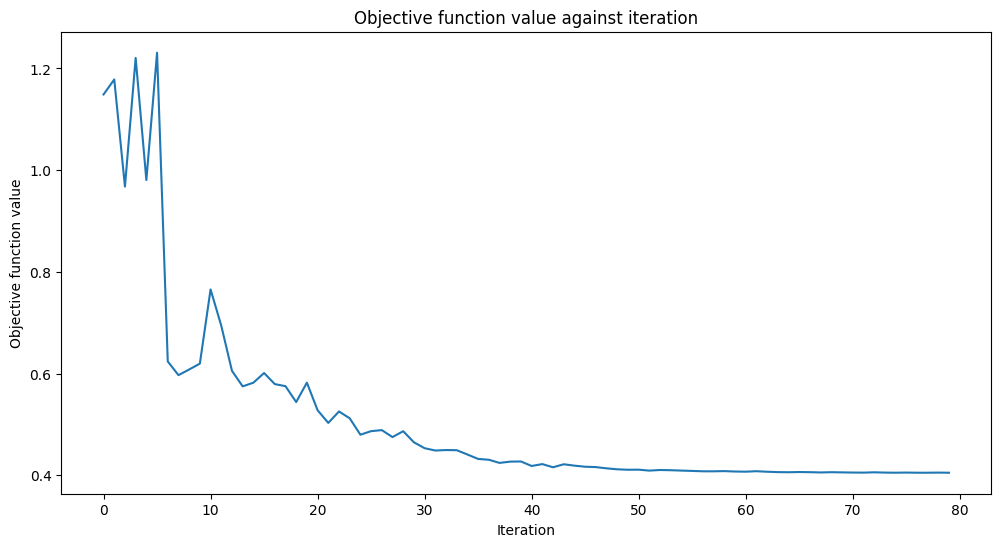 Objective function value against iteration
Objective function value
1.2
1.0
0.8
0.6
0.4
0 10 20 30 40 50 60 70 80
Iteration